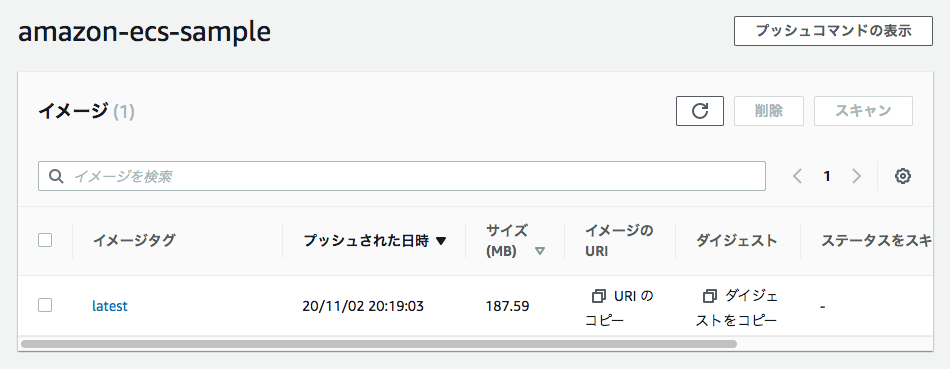 amazon-ecs-sample
プッシュコマンドの表示
イメージ (1)
削除
スキャン
イメージを検索
1
イメージタグ
プッシュされた日時
サイズ
(MB)
イメージの
URI
ダイジェスト
ステータスをスキ
latest
20/11/02 20:19:03
187.59
URI の
コピー
ダイジェ
ストをコピー
-